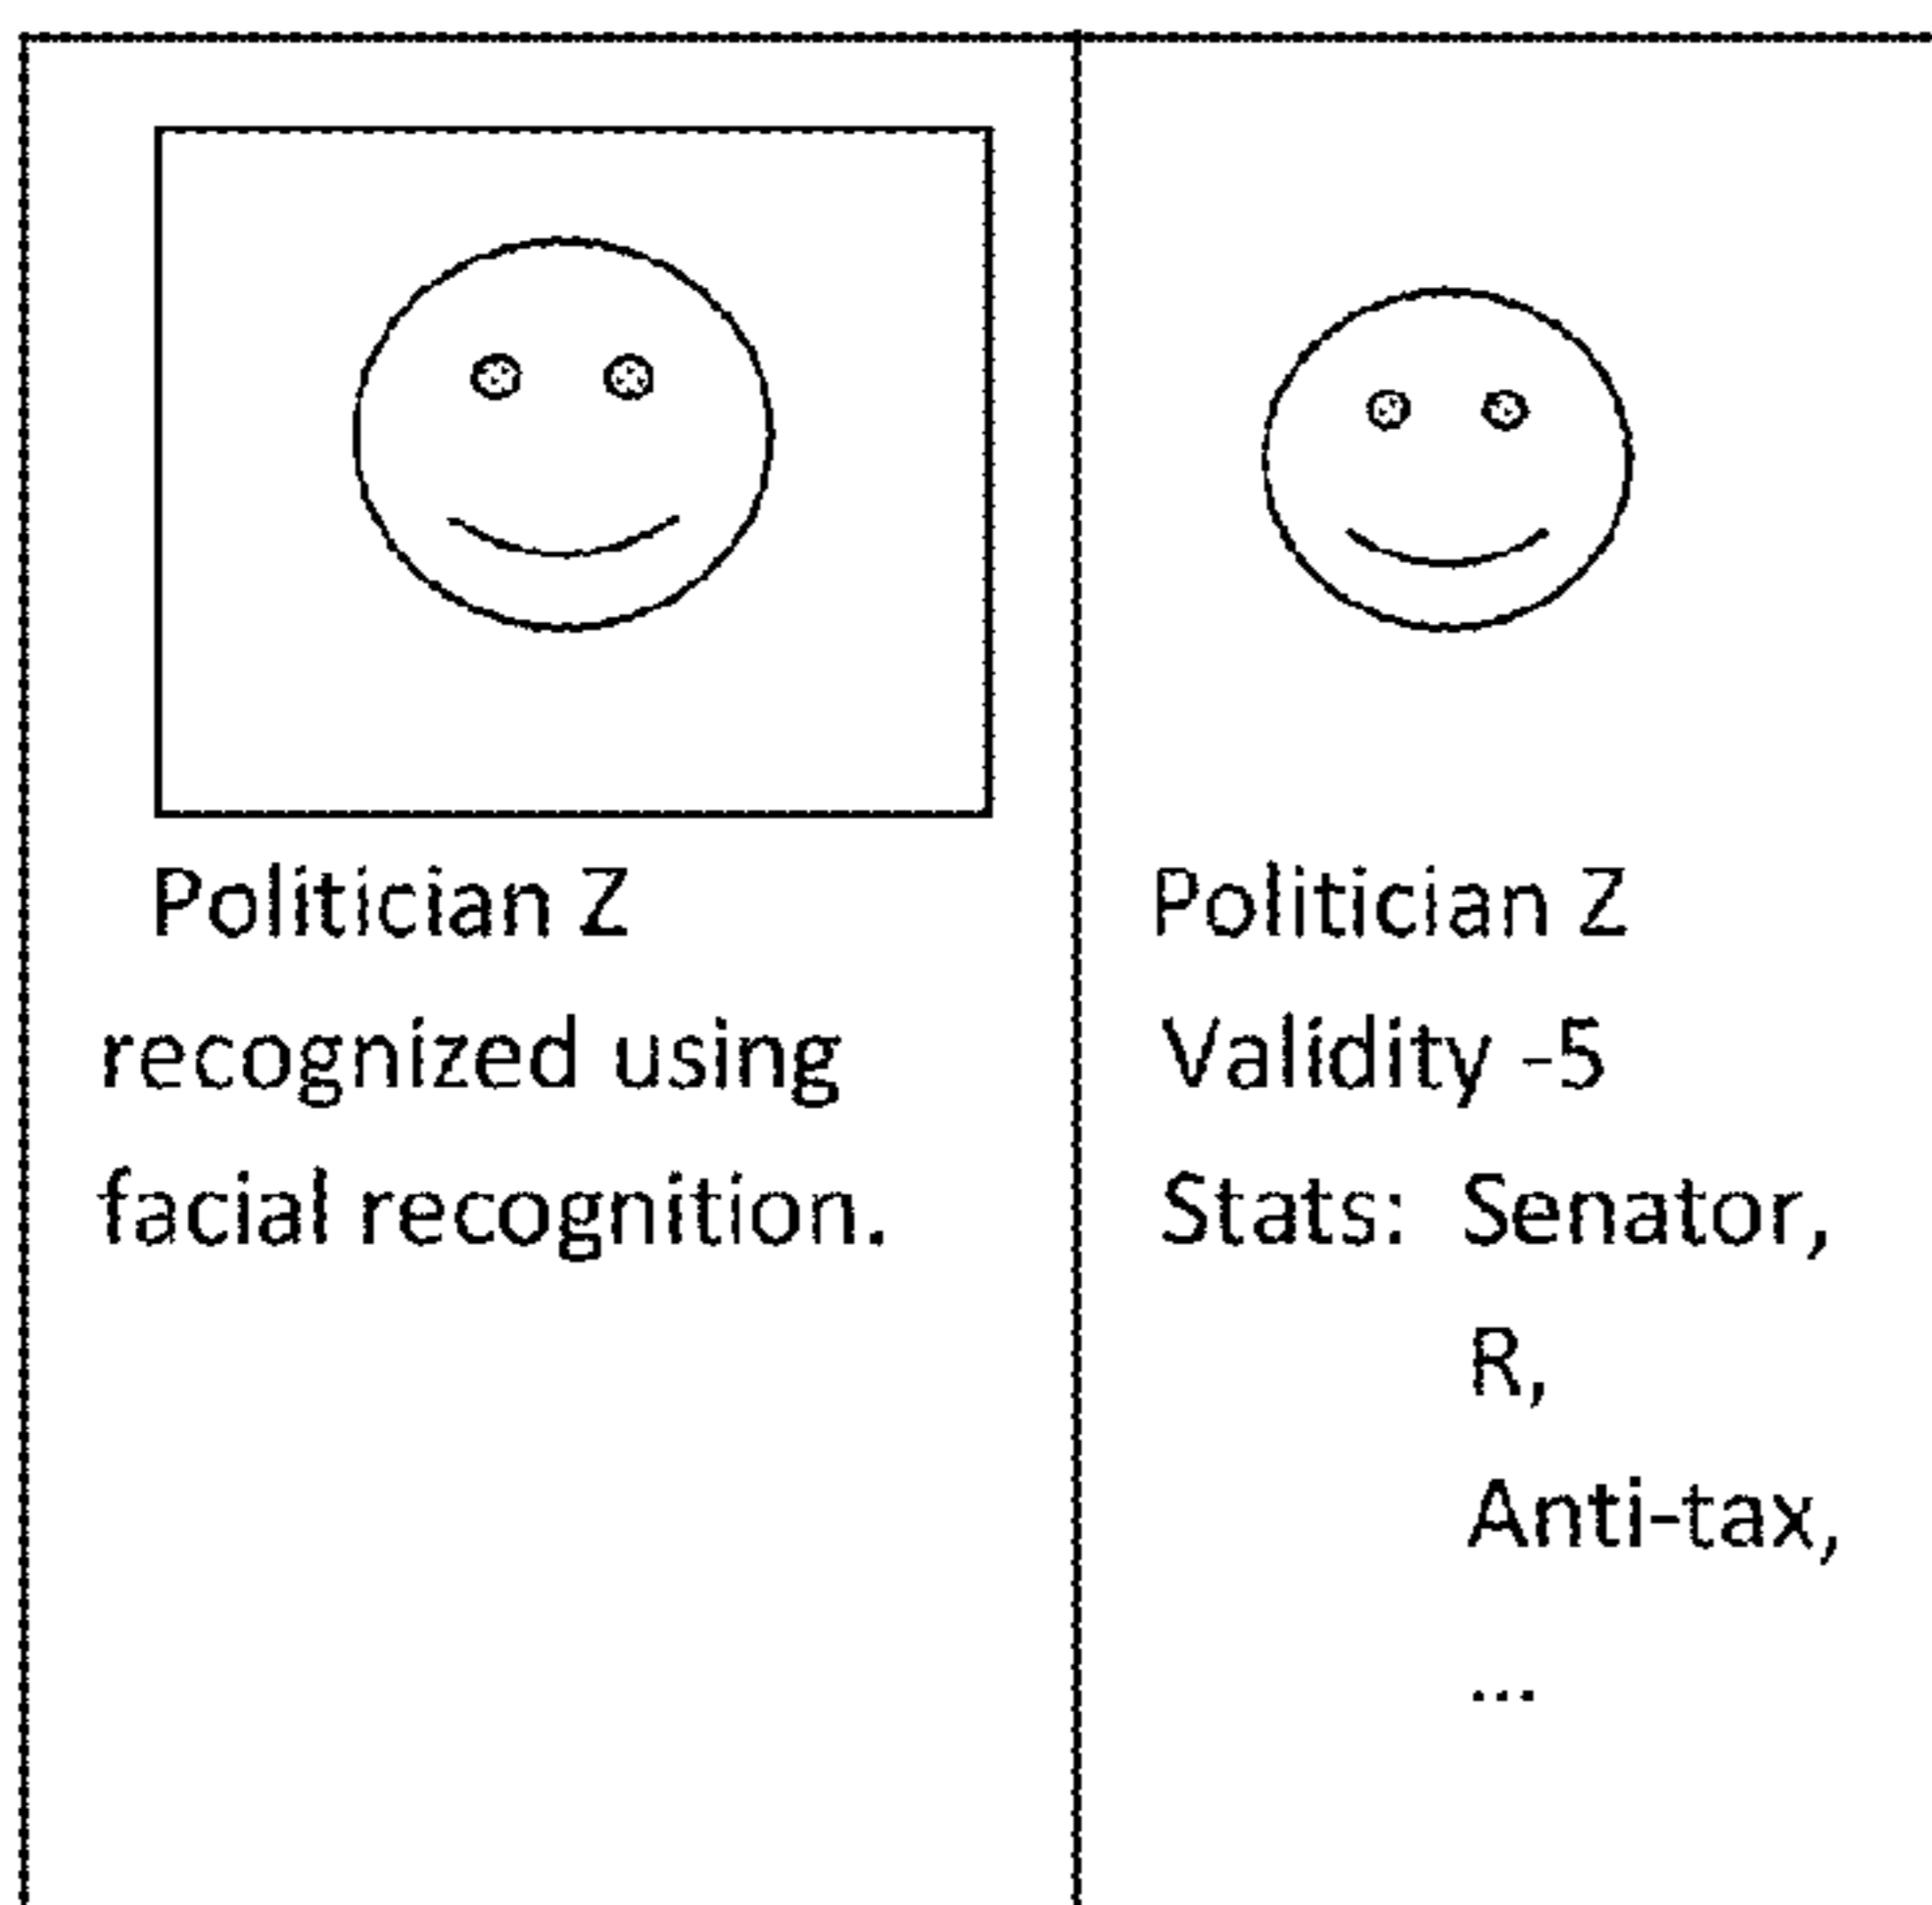 Politician Z
recognized using
facial recognition.
Politician Z
Validity -5
Stats: Senator,
R,
Anti-tax,
...